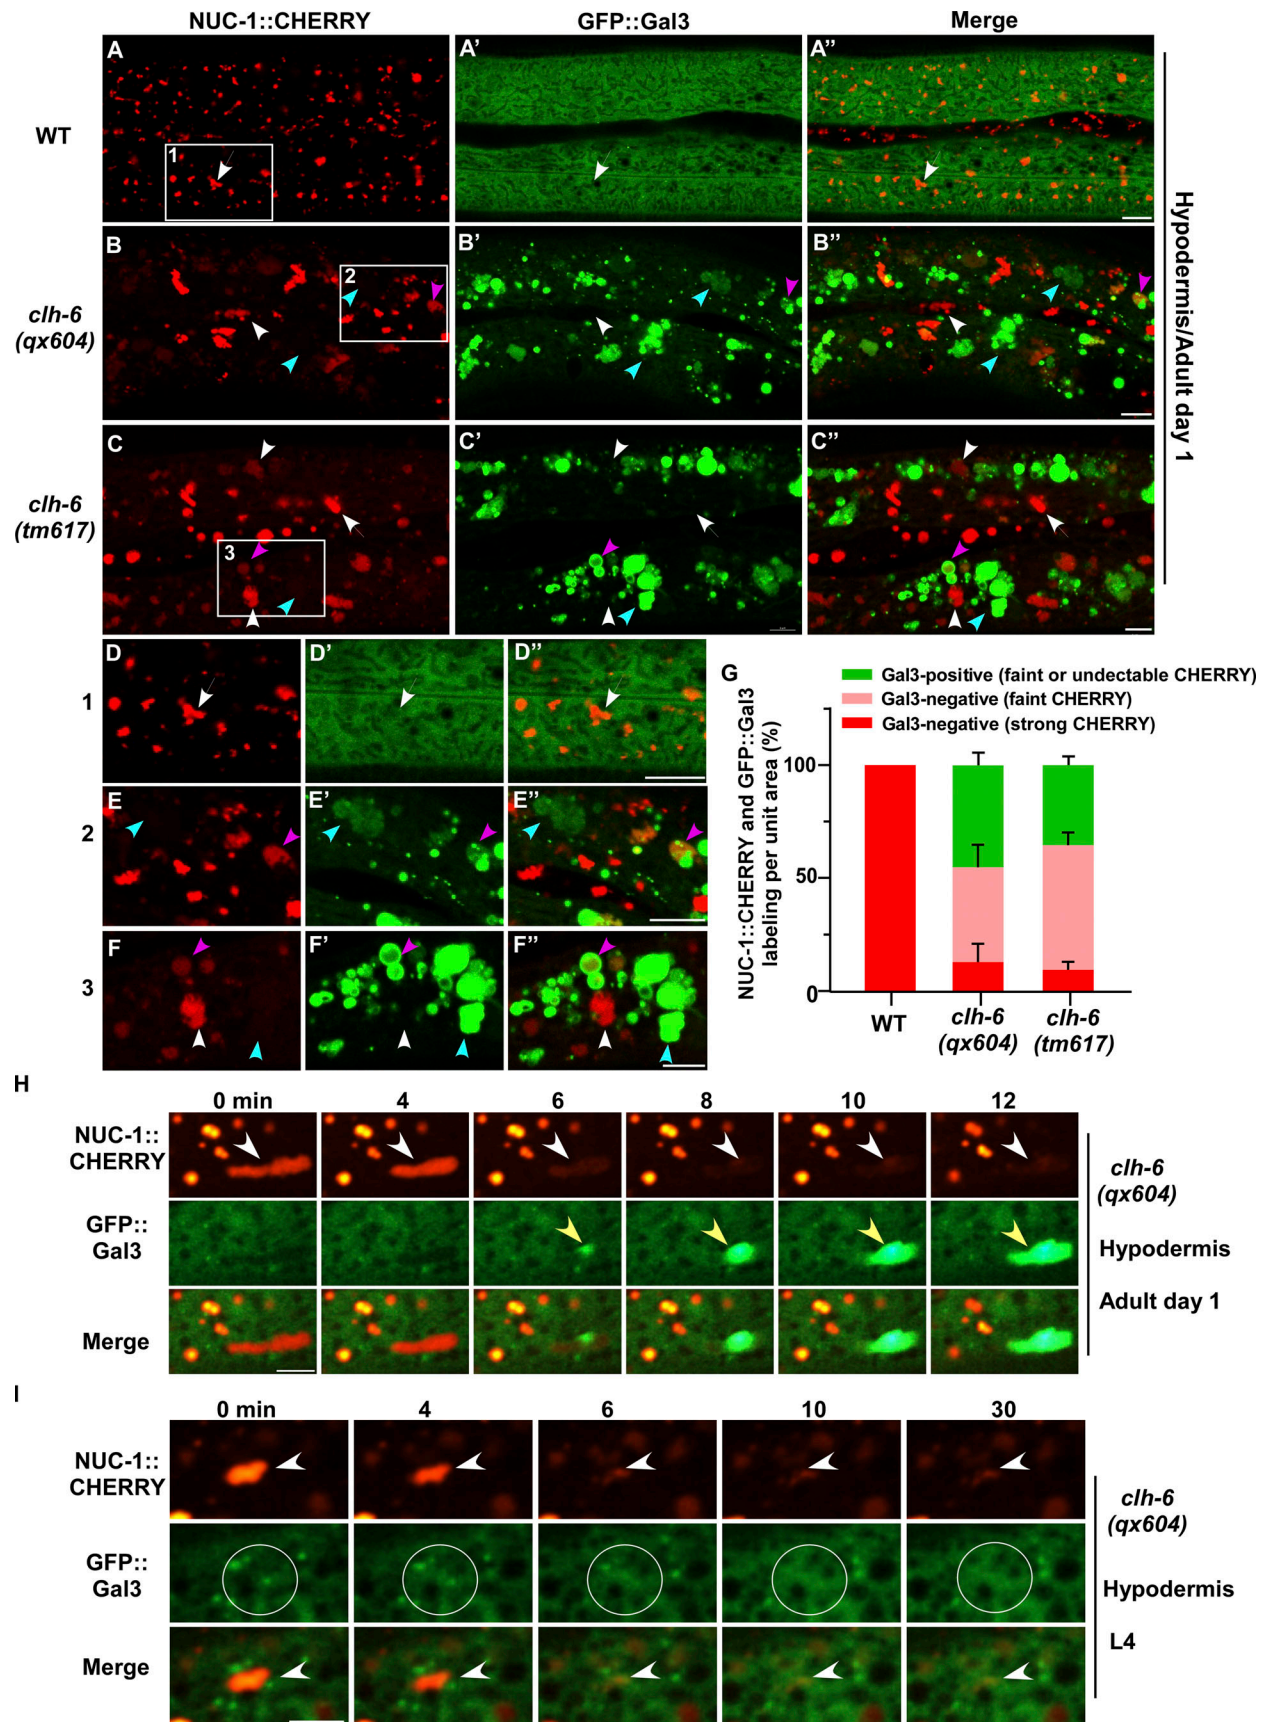 NUC-1::CHERRY GFP::Gal3 Merge
A A' A''
WT
1
B B' B''
clh-6
(qx604)
2
C C' C''
clh-6
(tm617)
3
Hypodermis/Adult day 1
D D' D''
1
E E' E''
2
F F' F''
3
G
Gal3-positive (faint or undectable CHERRY)
Gal3-negative (faint CHERRY)
Gal3-negative (strong CHERRY)
NUC-1::CHERRY and GFP::Gal3
labeling per unit area (%)
100
50
0
WT clh-6 clh-6
(qx604) (tm617)
H
0 min 4 6 8 10 12
NUC-1::
CHERRY
GFP::
Gal3
Merge
clh-6
(qx604)
Hypodermis
Adult day 1
I
0 min 4 6 10 30
NUC-1::
CHERRY
GFP::
Gal3
Merge
clh-6
(qx604)
Hypodermis
L4